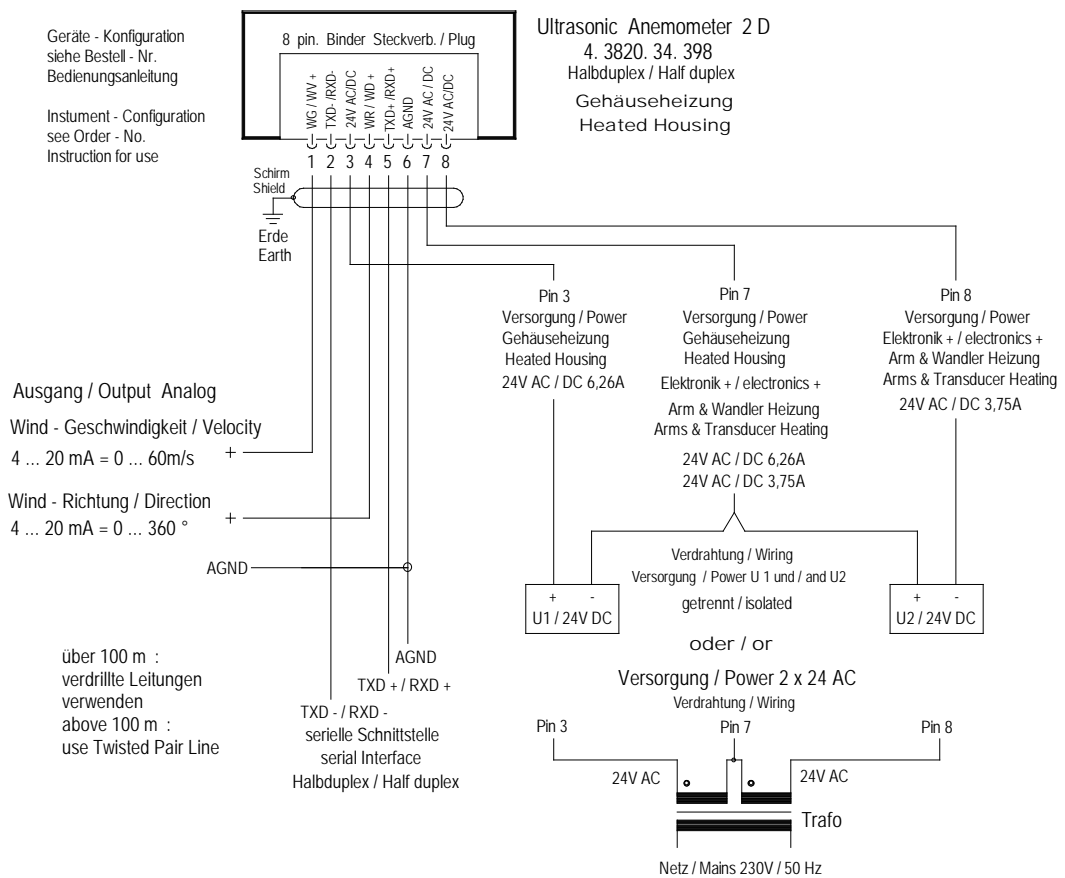 Geräte - Konfiguration
siehe Bestell - Nr.
Bedienungsanleitung
Instument - Configuration
see Order - No.
Instruction for use
8 pin. Binder Steckverb. / Plug
Ultrasonic Anemometer 2 D
4. 3820. 34. 398
Halbduplex / Half duplex
Gehäuseheizung
Heated Housing
WG / WV +
TXD- /RXD-
24V AC/DC
WR / WD +
TXD+ /RXD+
AGND
24V AC / DC
24V AC/DC
1 2 3 4 5 6 7 8
Schirm
Shield
Erde
Earth
Pin 3
Versorgung / Power
Gehäuseheizung
Heated Housing
24V AC / DC 6,26A
Pin 7
Versorgung / Power
Gehäuseheizung
Heated Housing
Elektronik + / electronics +
Arm & Wandler Heizung
Arms & Transducer Heating
24V AC / DC 6,26A
24V AC / DC 3,75A
Pin 8
Versorgung / Power
Elektronik + / electronics +
Arm & Wandler Heizung
Arms & Transducer Heating
24V AC / DC 3,75A
Ausgang / Output Analog
Wind - Geschwindigkeit / Velocity
4 ... 20 mA = 0 ... 60m/s +
Wind - Richtung / Direction
4 ... 20 mA = 0 ... 360 ° +
AGND
Verdrahtung / Wiring
Versorgung / Power U 1 und / and U2
getrennt / isolated
+ -
U1 / 24V DC
+ -
U2 / 24V DC
oder / or
über 100 m :
verdrillte Leitungen
verwenden
above 100 m :
use Twisted Pair Line
AGND
TXD + / RXD +
TXD - / RXD -
serielle Schnittstelle
serial Interface
Halbduplex / Half duplex
Versorgung / Power 2 x 24 AC
Verdrahtung / Wiring
Pin 3 Pin 7 Pin 8
24V AC 24V AC
Trafo
Netz / Mains 230V / 50 Hz